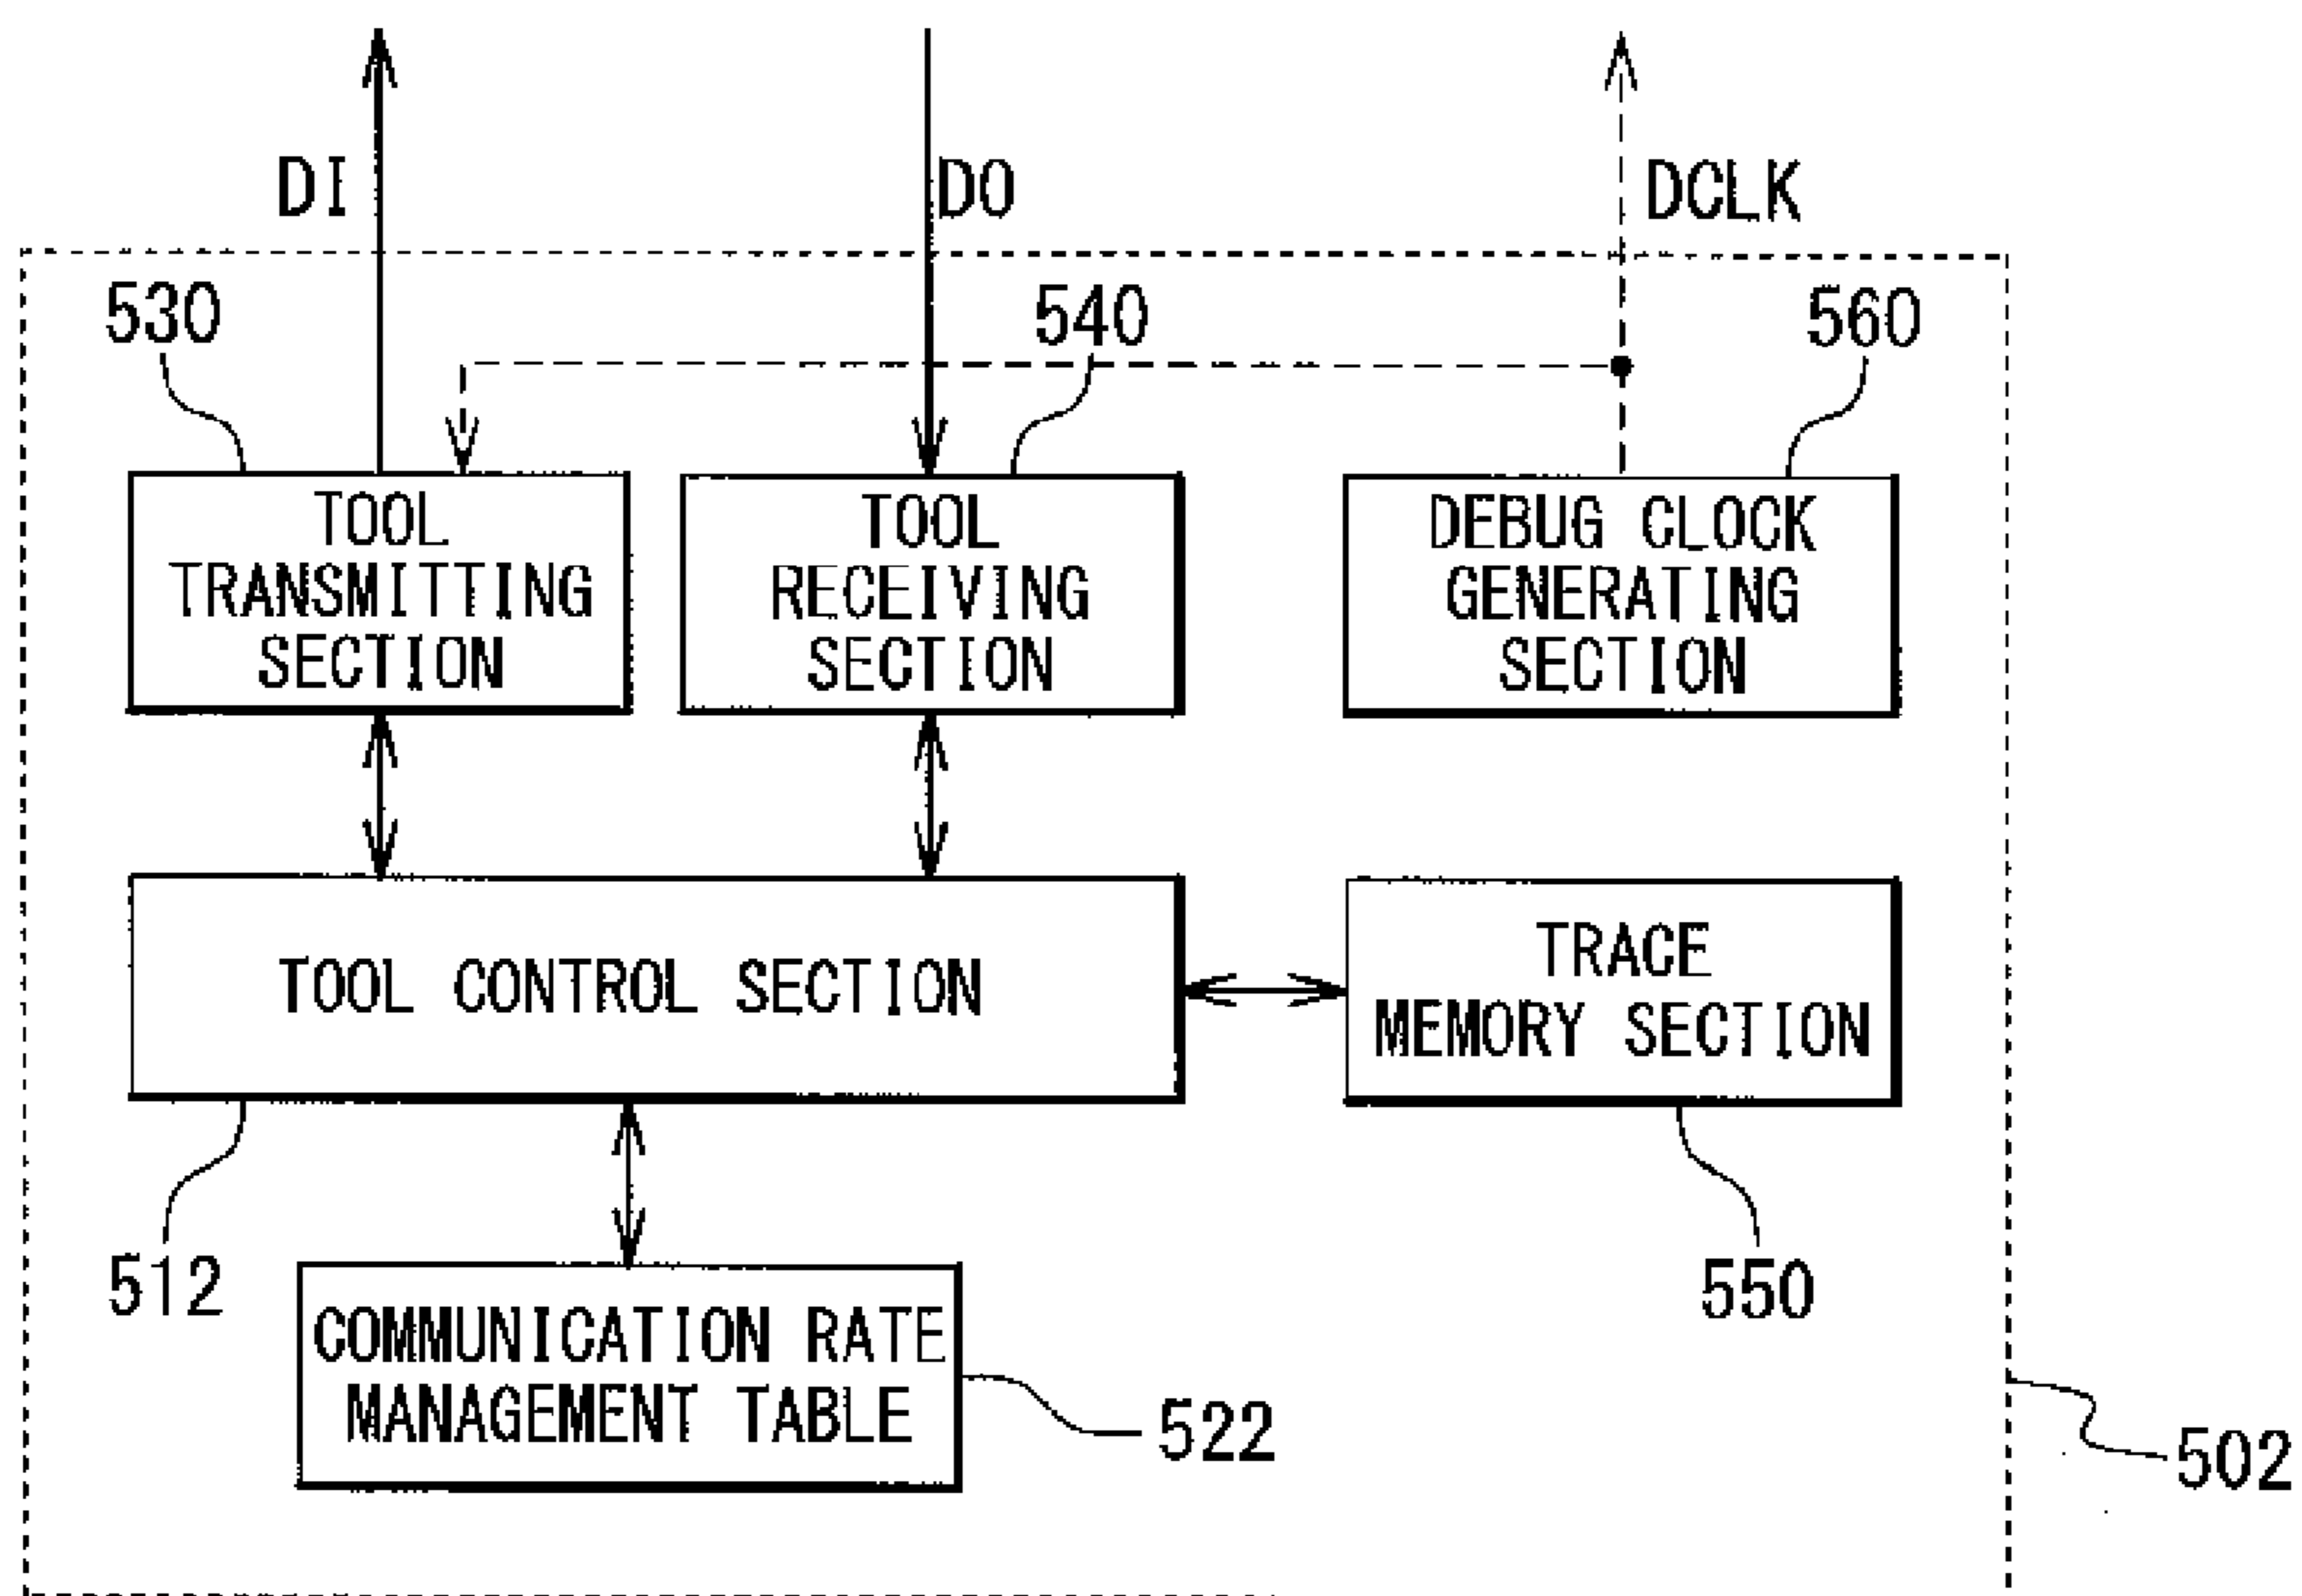 DI
DO
DCLK
530
540
560
TOOL
TRANSMITTING
SECTION
TOOL
RECEIVING
SECTION
DEBUG CLOCK
GENERATING
SECTION
TOOL CONTROL SECTION
TRACE
MEMORY SECTION
512
550
COMMUNICATION RATE
MANAGEMENT TABLE
522
502